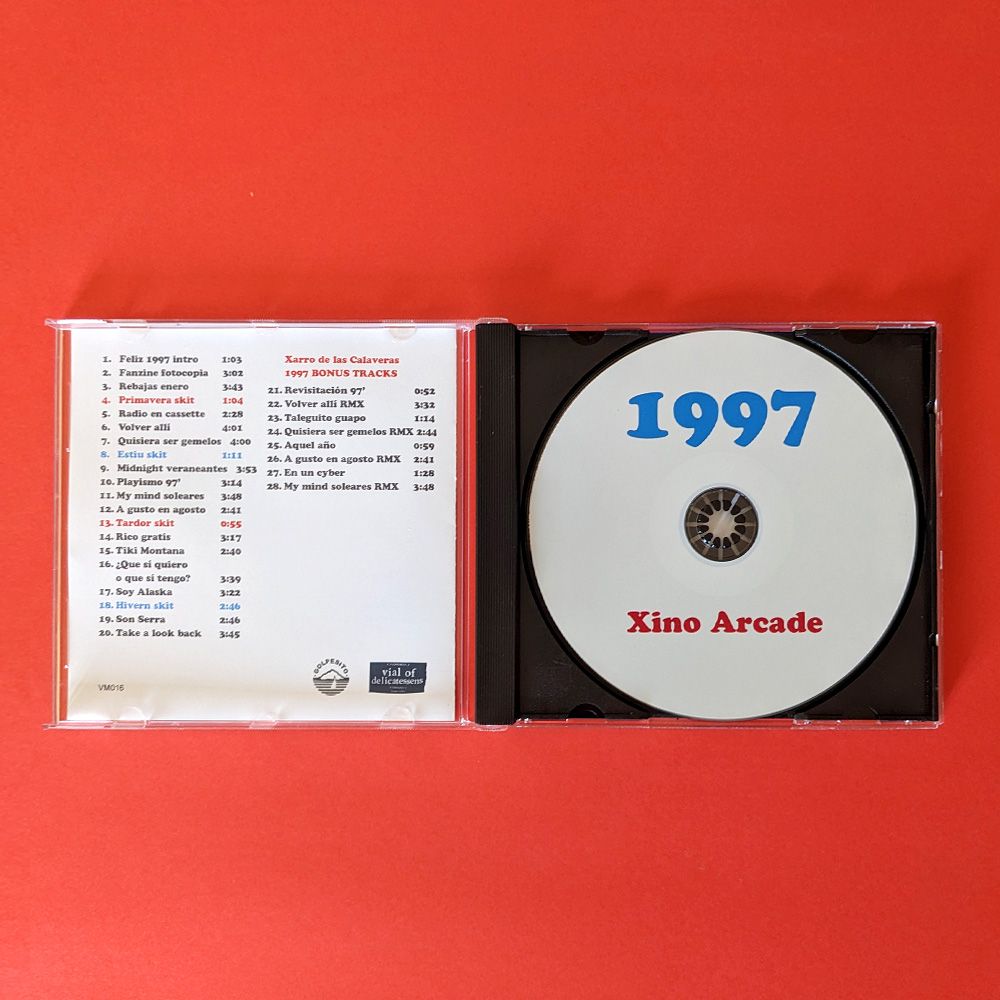 1. Feliz 1997 intro 1:03
2. Fanzine fotocopia 3:02
3. Rebajas enero 3:43
4. Primavera skit 1:04
5. Radio en cassette 2:28
6. Volver allí 4:01
7. Quisiera ser gemelos 4:00
8. Estiu skit 1:11
9. Midnight veraneantes 3:53
10. Playismo 97' 3:14
11. My mind soleares 3:48
12. A gusto en agosto 2:41
13. Tardor skit 0:55
14. Rico gratis 3:17
15. Tiki Montana 2:40
16. ¿Que si quiero
o que si tengo? 3:39
17. Soy Alaska 3:22
18. Hivern skit 2:46
19. Son Serra 2:46
20. Take a look back 3:45
Xarro de las Calaveras
1997 BONUS TRACKS
21. Revisitación 97' 0:52
22. Volver allí RMX 3:32
23. Taleguito guapo 1:14
24. Quisiera ser gemelos RMX 2:44
25. Aquel año 0:59
26. A gusto en agosto RMX 2:41
27. En un cyber 1:28
28. My mind soleares RMX 3:48
VM016
GOLPESITO
vial of
delicatessens
1997
Xino Arcade